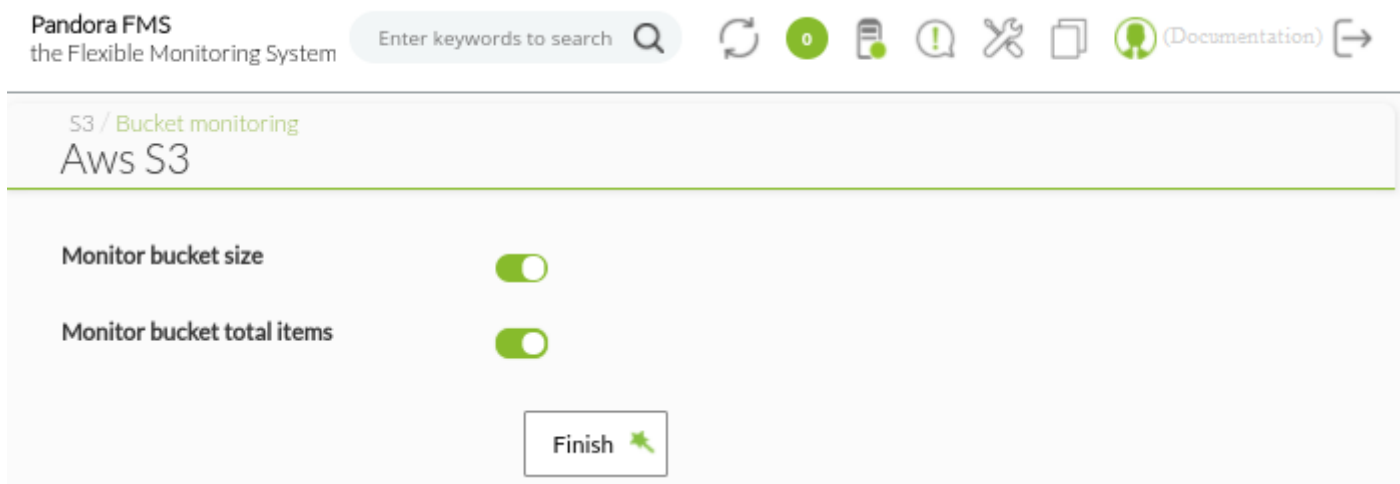 Pandora FMS
the Flexible Monitoring System
Enter keywords to search
0
(Documentation)
S3 / Bucket monitoring
Aws S3
Monitor bucket size
Monitor bucket total items
Finish